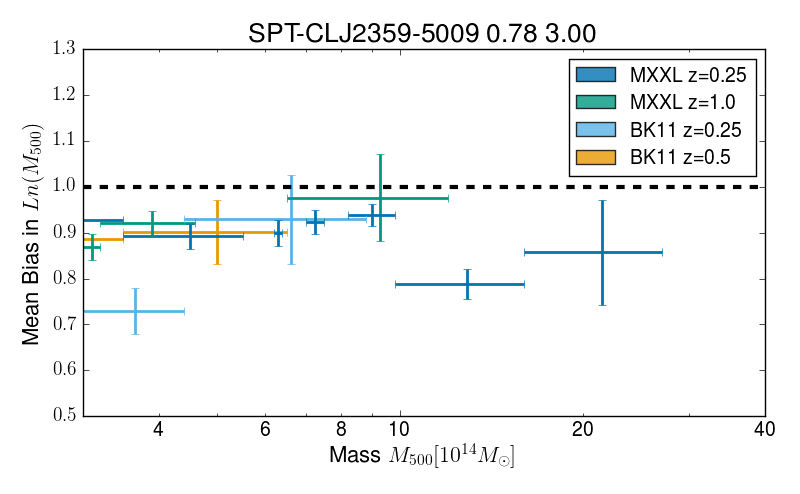 SPT-CLJ2359-5009 0.78 3.00
1.3
1.2
1.1
1.0
0.9
0.8
0.7
0.6
0.5
Mean Bias in Ln(M500)
MXXL z=0.25
MXXL z=1.0
BK11 z=0.25
BK11 z=0.5
4 6 8 10 20 40
Mass M500[10^14 M⊙]